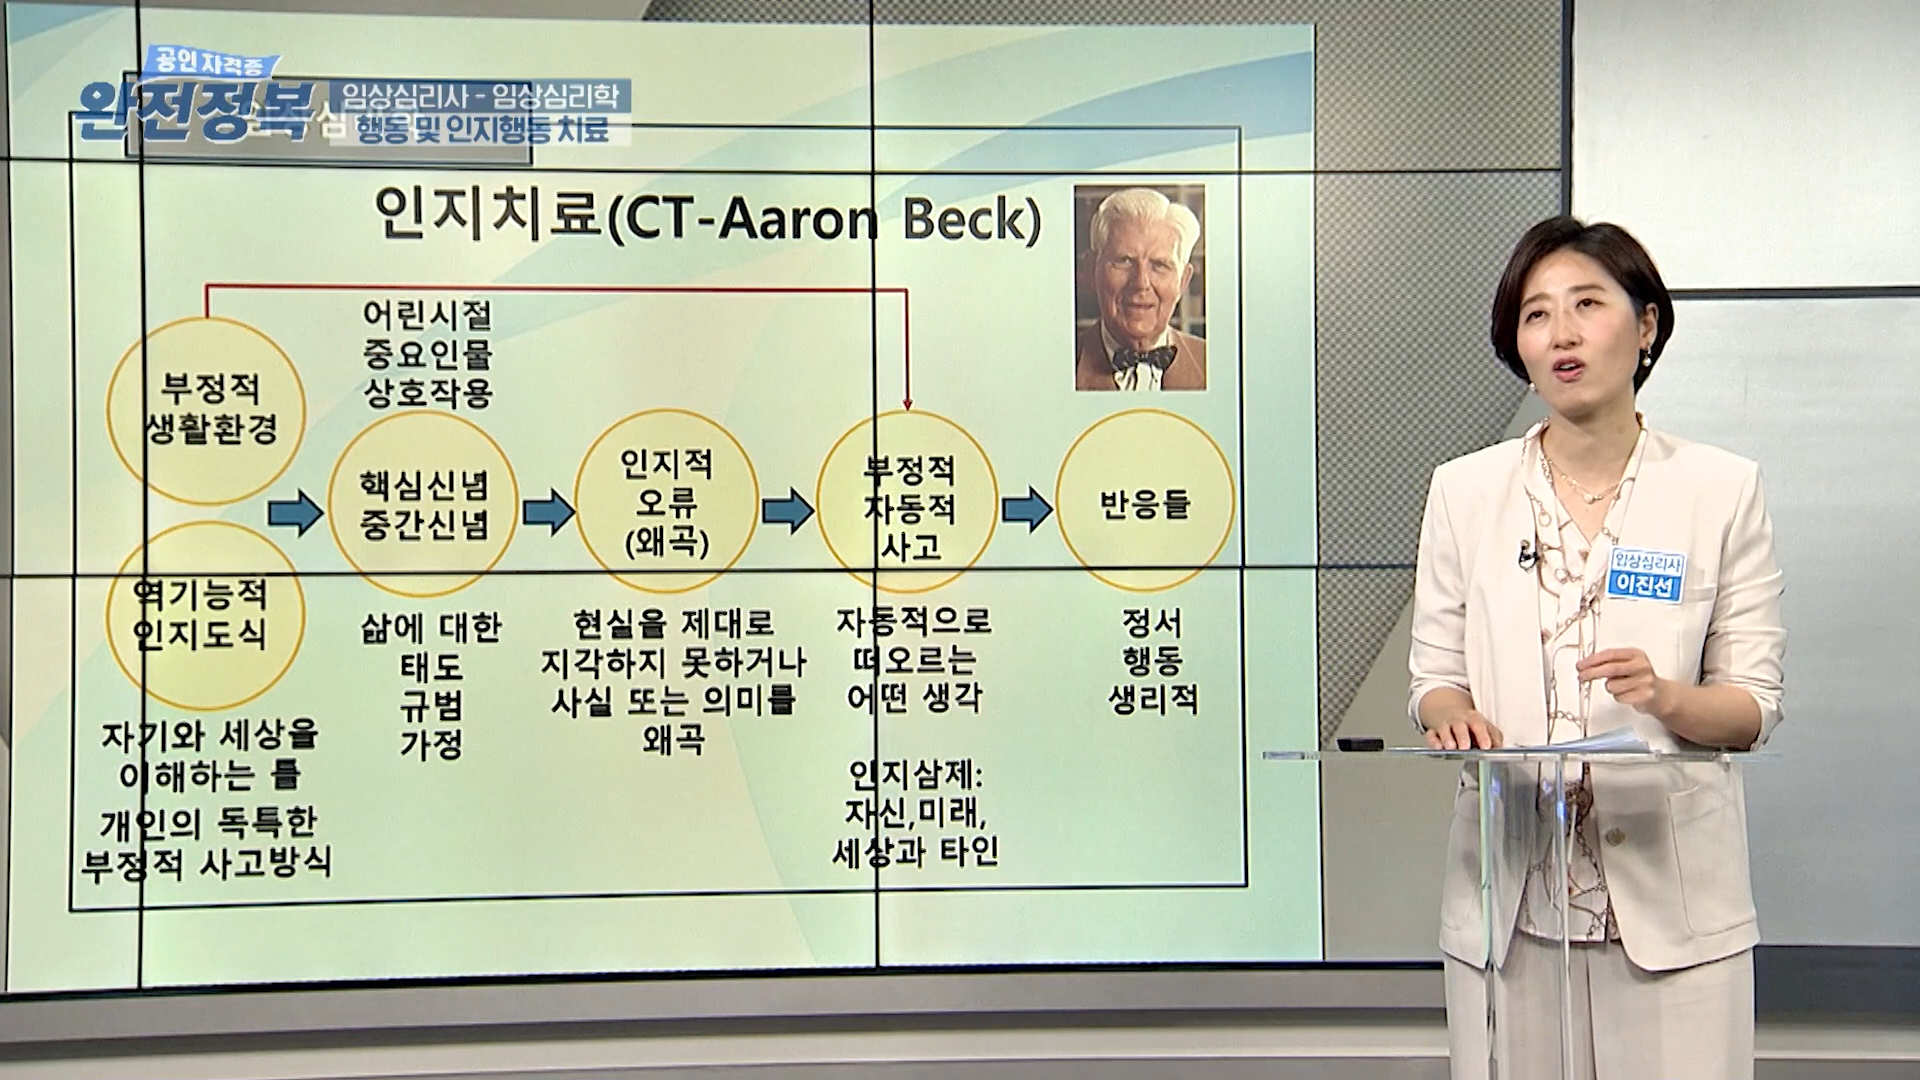 공인 자격증
완전정복
임상심리사 - 임상심리학
행동 및 인지행동 치료
인지치료(CT-Aaron Beck)
어린시절
중요인물
상호작용
부정적
생활환경
역기능적
인지도식
핵심신념
중간신념
인지적
오류
(왜곡)
부정적
자동적
사고
반응들
자기와 세상을
이해하는 틀
개인의 독특한
부정적 사고방식
삶에 대한
태도
규범
가정
현실을 제대로
지각하지 못하거나
사실 또는 의미를
왜곡
자동적으로
떠오르는
어떤 생각
인지삼제:
자신,미래,
세상과 타인
정서
행동
생리적
임상심리사
이진선